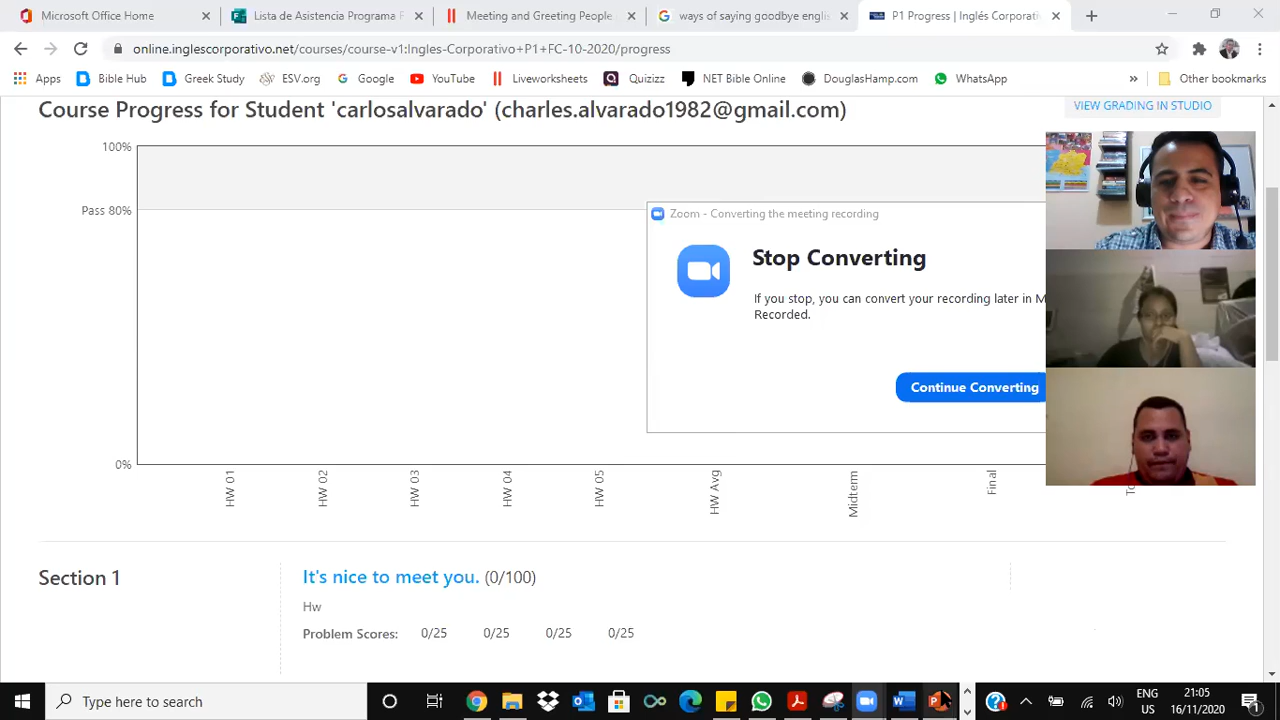 Microsoft Office Home
Lista de Asistencia Programa F
Meeting and Greeting People.
ways of saying goodbye engli
P1 Progress | Inglés Corporativ
online.inglescorporativo.net/courses/course-v1:Ingles-Corporativo+P1+FC-10-2020/progress
Apps
Bible Hub
Greek Study
ESV.org
Google
YouTube
Liveworksheets
Quizizz
NET Bible Online
DouglasHamp.com
WhatsApp
»
Other bookmarks
Course Progress for Student 'carlosalvarado' (charles.alvarado1982@gmail.com)
VIEW GRADING IN STUDIO
100%
Pass 80%
0%
Zoom - Converting the meeting recording
Stop Converting
If you stop, you can convert your recording later in M
Recorded.
Continue Converting
HW 01
HW 02
HW 03
HW 04
HW 05
HW Avg
Midterm
Final
To
Section 1
It's nice to meet you. (0/100)
Hw
Problem Scores: 0/25 0/25 0/25 0/25
Type here to search
ENG
US
21:05
16/11/2020